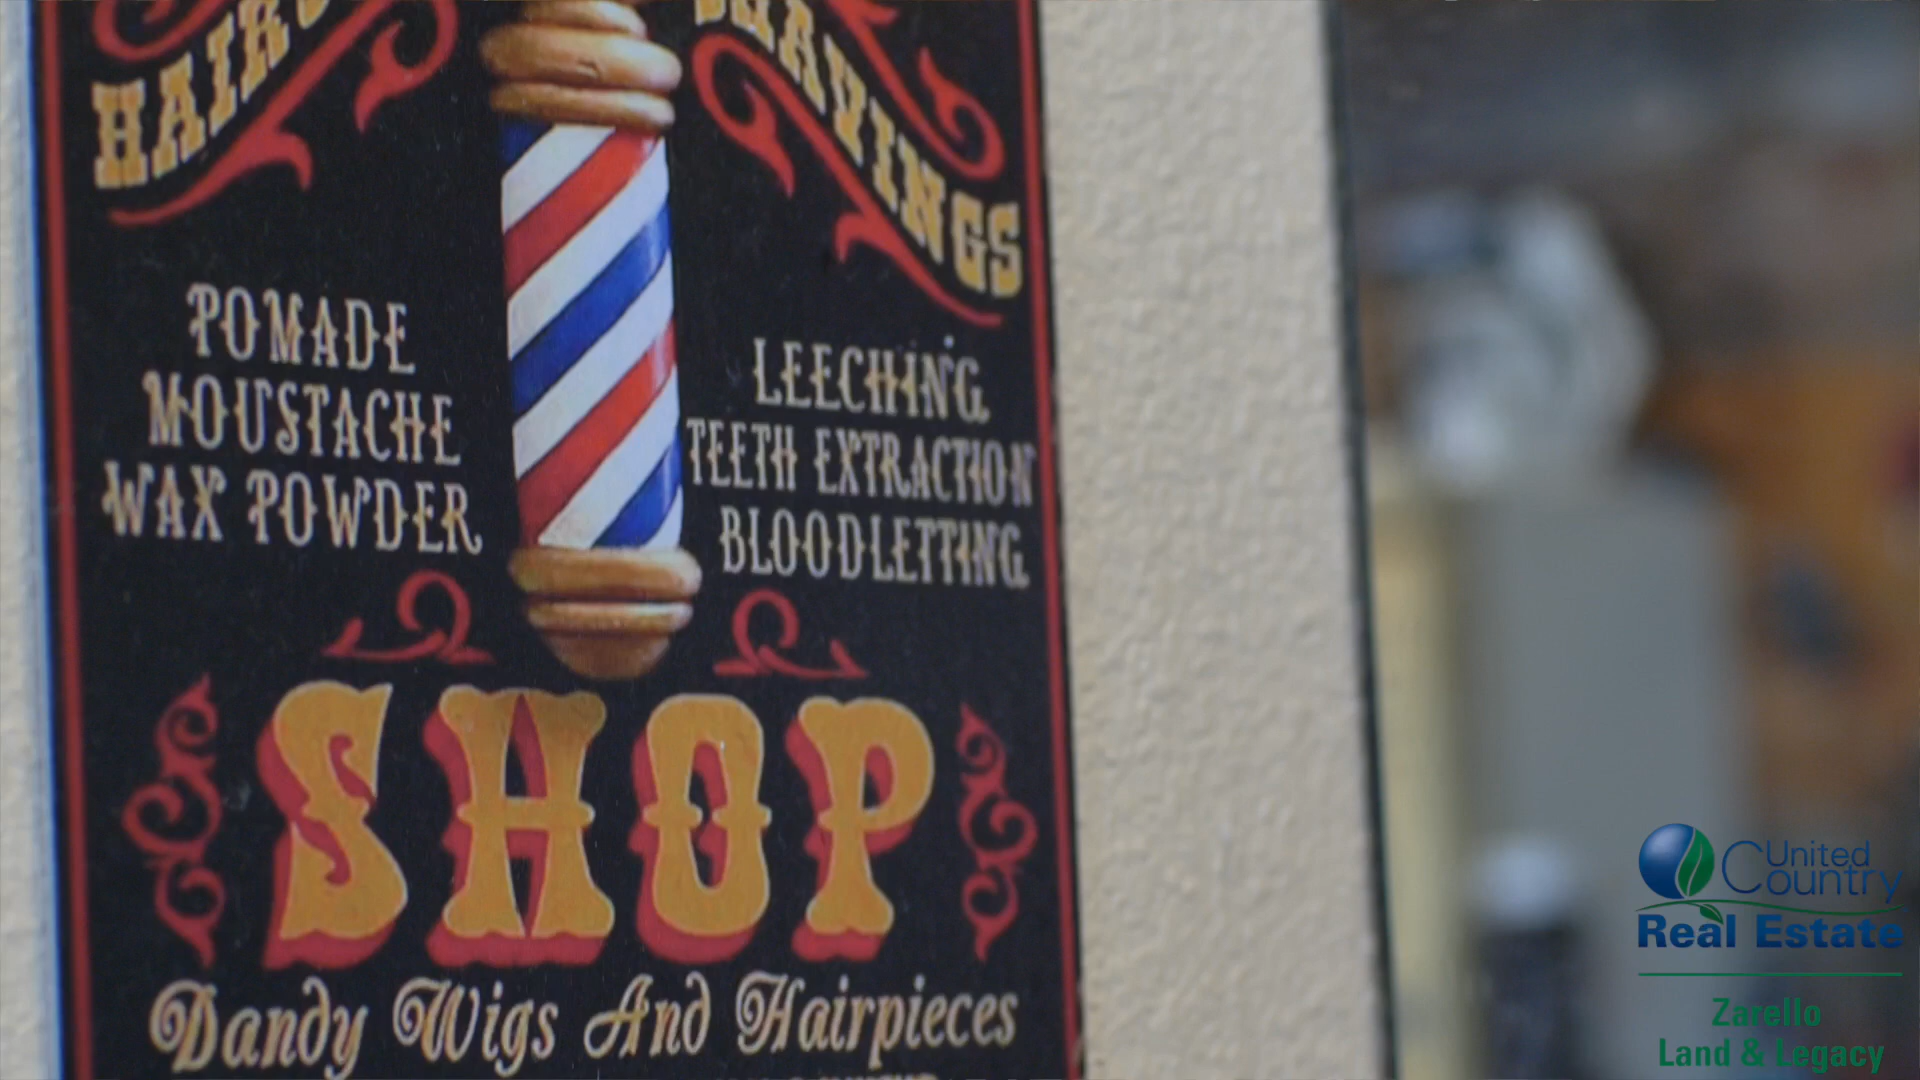 SHAVINGS
POMADE
MOUSTACHE
WAX POWDER
LEECHING
TEETH EXTRACTION
BLOODLETTING
SHOP
Dandy Wigs And Hairpieces
United
Country
Real Estate
Zarello
Land & Legacy